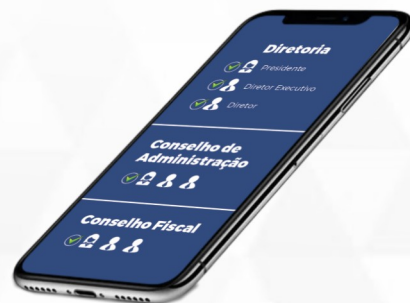 Diretoria
Presidente
Diretor Executivo
Diretor
Conselho de
Administração
Conselho Fiscal